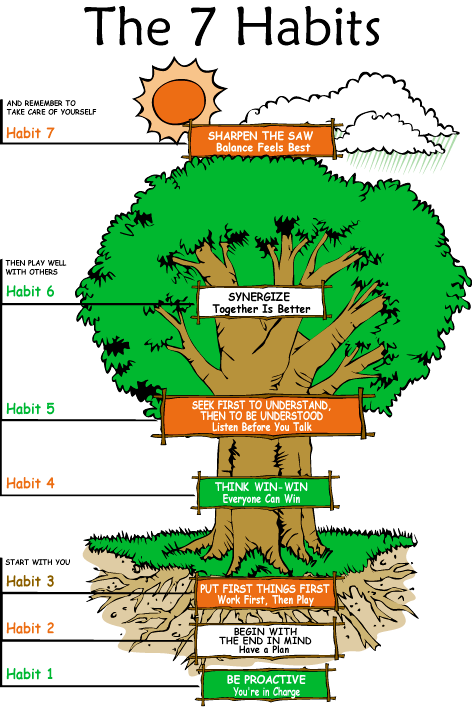 The 7 Habits
AND REMEMBER TO
TAKE CARE OF YOURSELF
Habit 7
SHARPEN THE SAW
Balance Feels Best
THEN PLAY WELL
WITH OTHERS
Habit 6
SYNERGIZE
Together Is Better
Habit 5
SEEK FIRST TO UNDERSTAND,
THEN TO BE UNDERSTOOD
Listen Before You Talk
Habit 4
THINK WIN-WIN
Everyone Can Win
START WITH YOU
Habit 3
PUT FIRST THINGS FIRST
Work First, Then Play
Habit 2
BEGIN WITH
THE END IN MIND
Have a Plan
Habit 1
BE PROACTIVE
You're in Charge